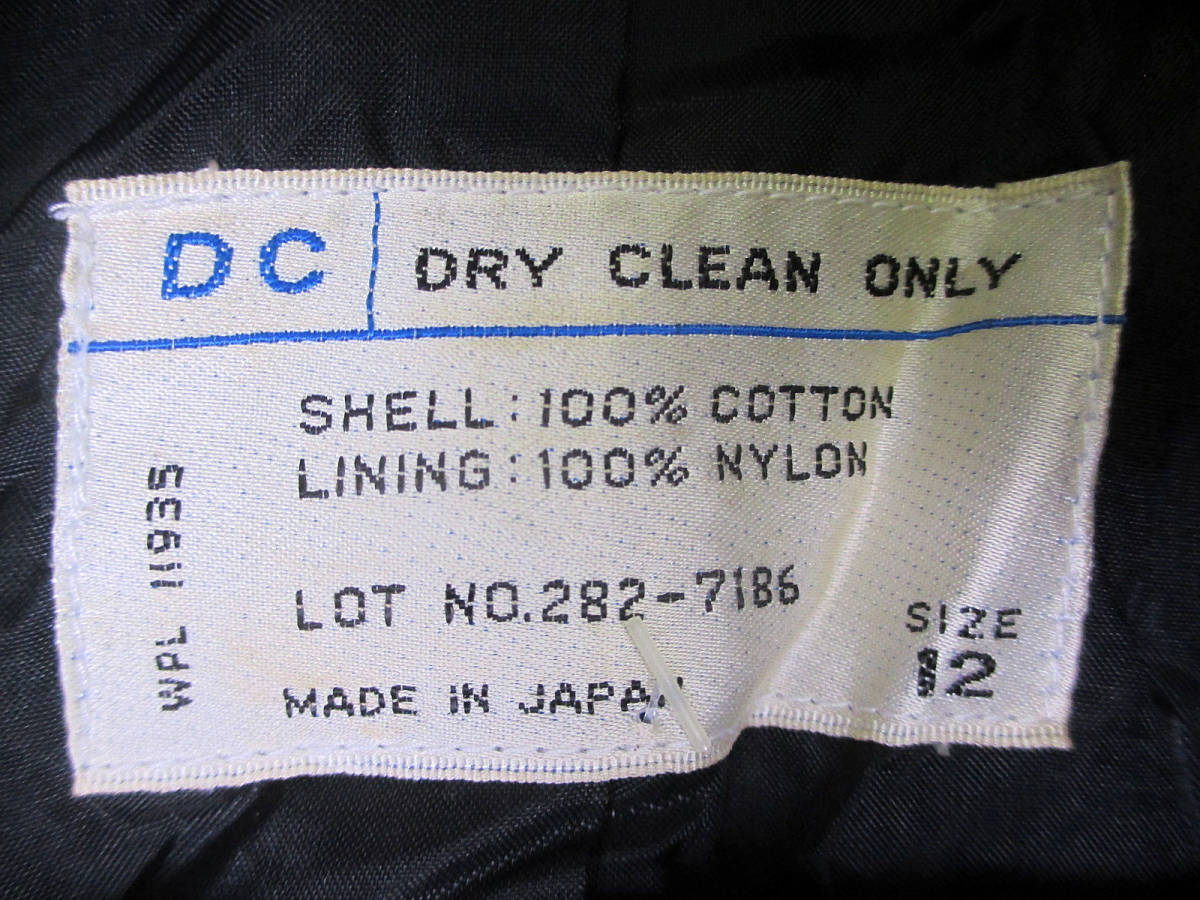 DC DRY CLEAN ONLY
SHELL : 100% COTTON
LINING : 100% NYLON
LOT NO.282-7186
MADE IN JAPAN
SIZE
12
WPL 11935